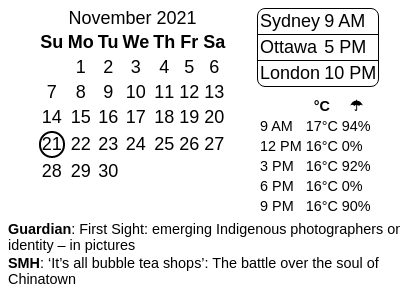 November 2021
Su Mo Tu We Th Fr Sa
1 2 3 4 5 6
7 8 9 10 11 12 13
14 15 16 17 18 19 20
21 22 23 24 25 26 27
28 29 30
Sydney 9 AM
Ottawa 5 PM
London 10 PM
°C ☂
9 AM 17°C 94%
12 PM 16°C 0%
3 PM 16°C 92%
6 PM 16°C 0%
9 PM 16°C 90%
Guardian: First Sight: emerging Indigenous photographers on
identity – in pictures
SMH: ‘It’s all bubble tea shops’: The battle over the soul of
Chinatown